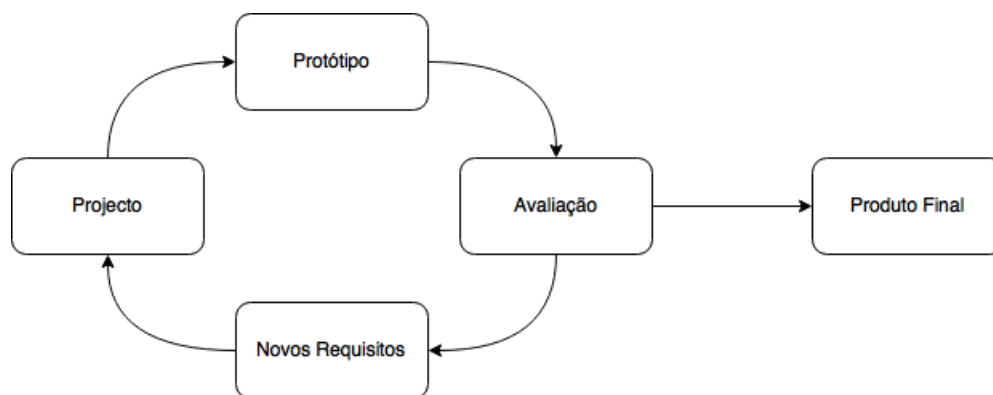 Protótipo
Projecto
Avaliação
Produto Final
Novos Requisitos